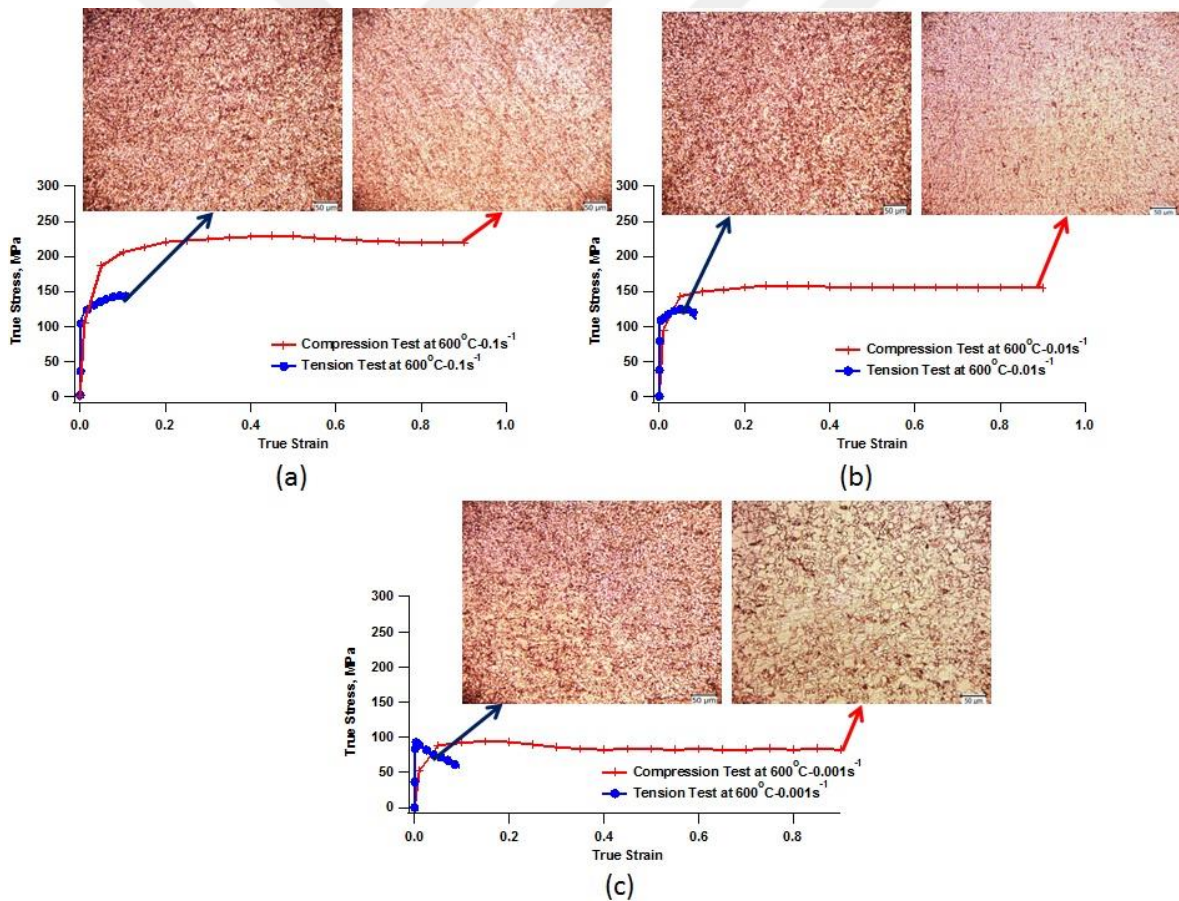 50 µm
50 µm
300
250
200
150
100
50
0
True Stress, MPa
Compression Test at 600°C-0.1s⁻¹
Tension Test at 600°C-0.1s⁻¹
0.0 0.2 0.4 0.6 0.8 1.0
True Strain
(a)
50 µm
50 µm
300
250
200
150
100
50
0
True Stress, MPa
Compression Test at 600°C-0.01s⁻¹
Tension Test at 600°C-0.01s⁻¹
0.0 0.2 0.4 0.6 0.8 1.0
True Strain
(b)
50 µm
50 µm
300
250
200
150
100
50
0
True Stress, MPa
Compression Test at 600°C-0.001s⁻¹
Tension Test at 600°C-0.001s⁻¹
0.0 0.2 0.4 0.6 0.8
True Strain
(c)